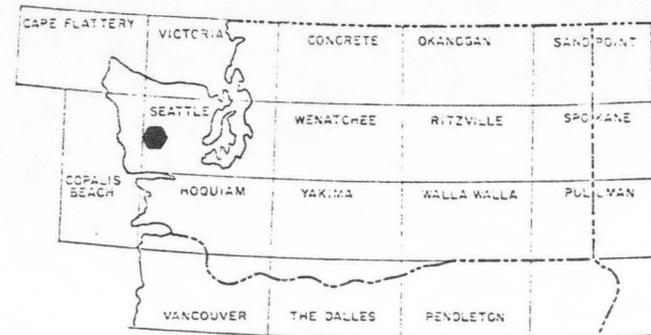 CAPE FLATTERY VICTORIA CONCRETE OKANOGAN SANDPOINT
SEATTLE WENATCHEE RITZVILLE SPOKANE
COPALIS BEACH HOQUIAM YAKIMA WALLA WALLA PULLMAN
VANCOUVER THE DALLES PENDLETON